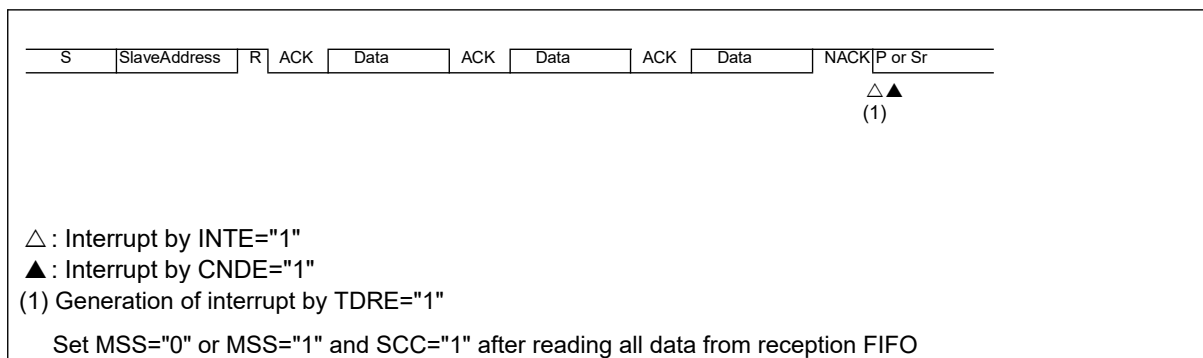 S SlaveAddress R ACK Data ACK Data ACK Data NACK P or Sr
△▲
(1)
△: Interrupt by INTE="1"
▲: Interrupt by CNDE="1"
(1) Generation of interrupt by TDRE="1"
Set MSS="0" or MSS="1" and SCC="1" after reading all data from reception FIFO